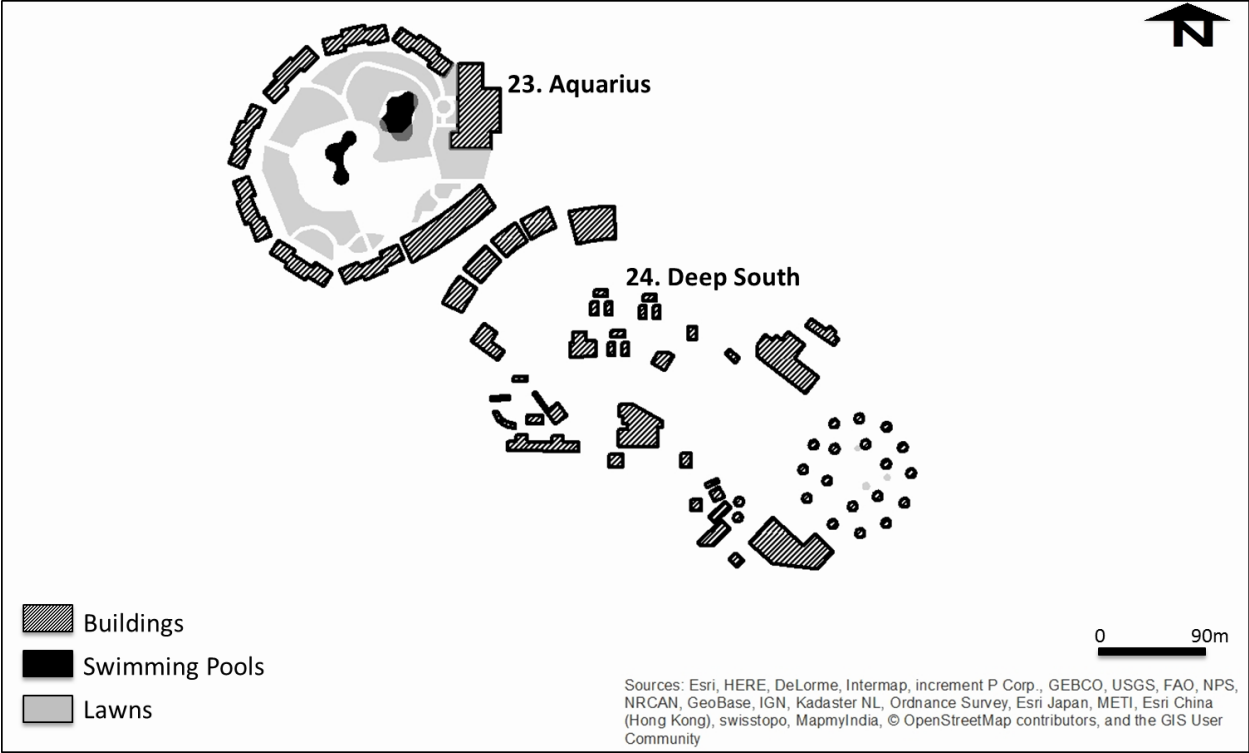 N
23. Aquarius
24. Deep South
Buildings
Swimming Pools
Lawns
0 90m
Sources: Esri, HERE, DeLorme, Intermap, increment P Corp., GEBCO, USGS, FAO, NPS,
NRCAN, GeoBase, IGN, Kadaster NL, Ordnance Survey, Esri Japan, METI, Esri China
(Hong Kong), swisstopo, MapmyIndia, © OpenStreetMap contributors, and the GIS User
Community